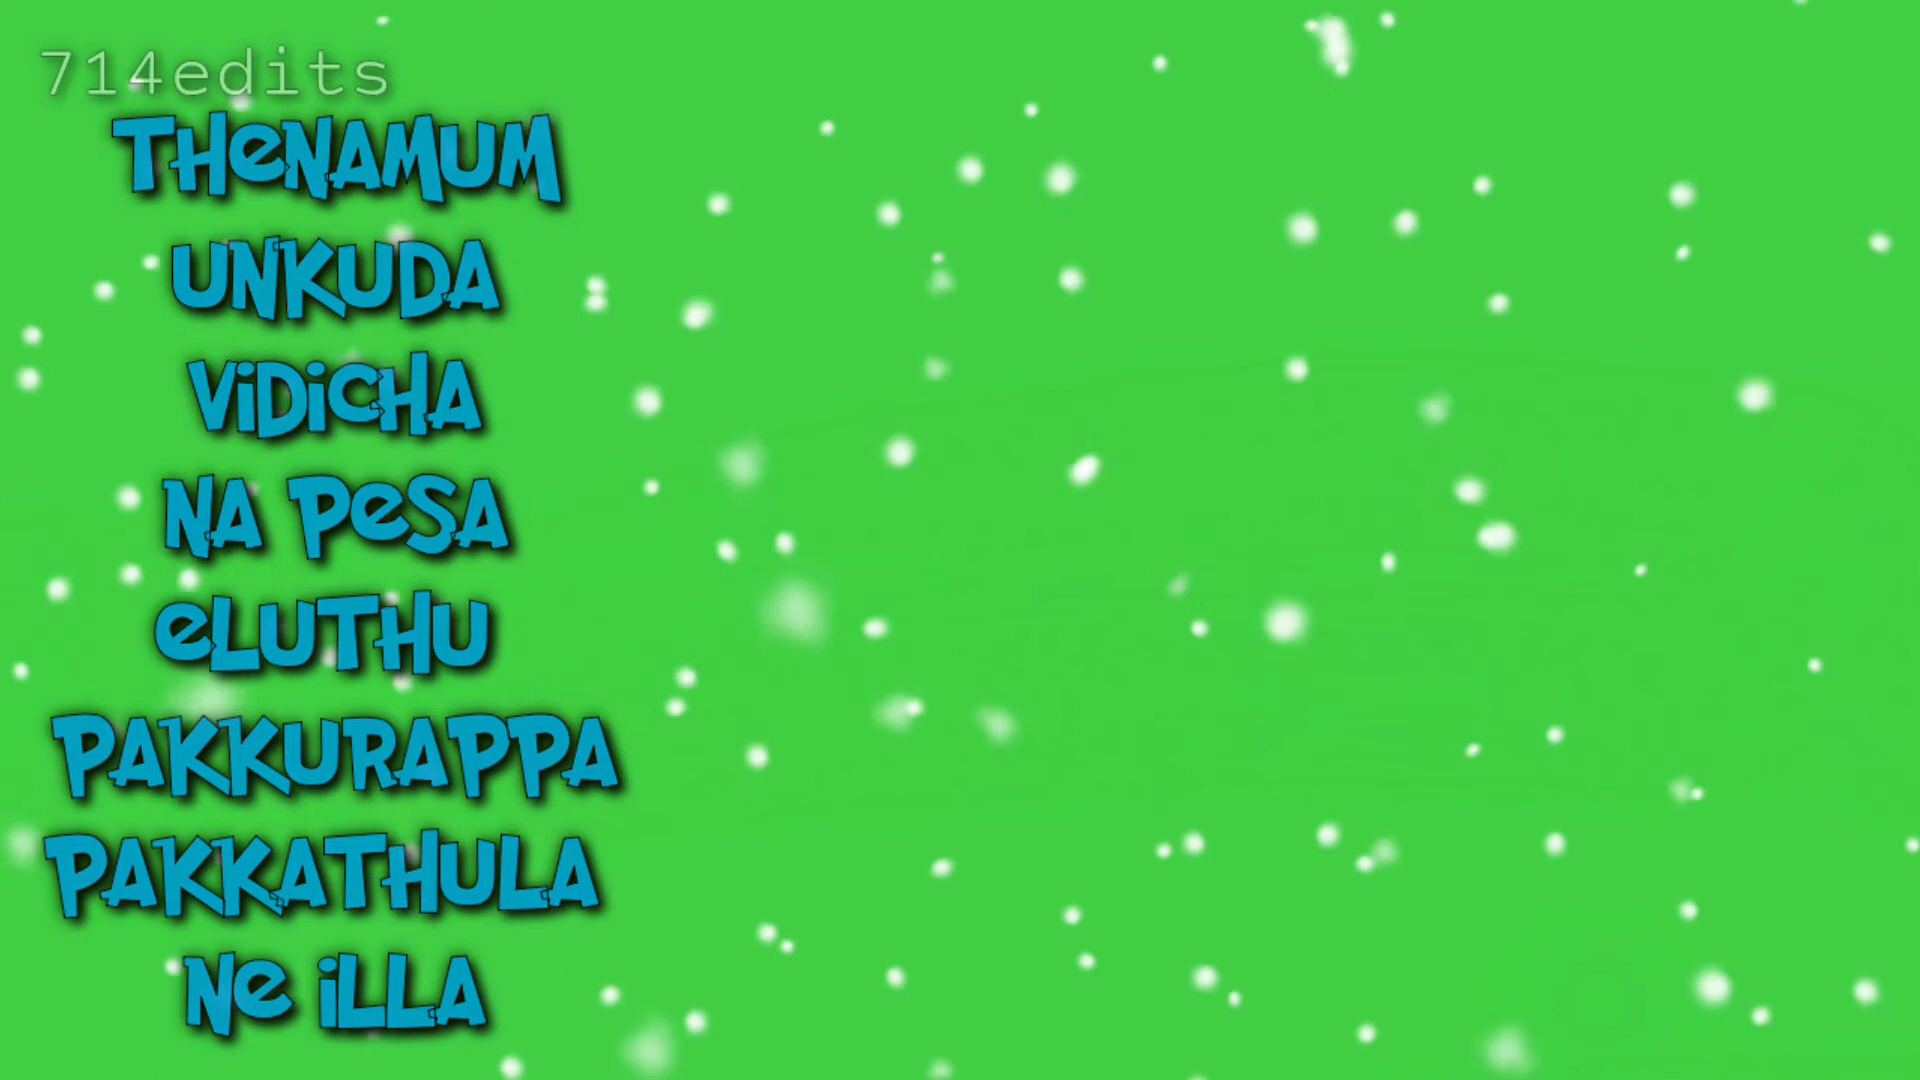 714edits
THeNAMUM
UNKUDA
ViDiCHA
NA PeSA
eLUTHU
PAKKURAPPA
PAKKATHULA
Ne iLLA